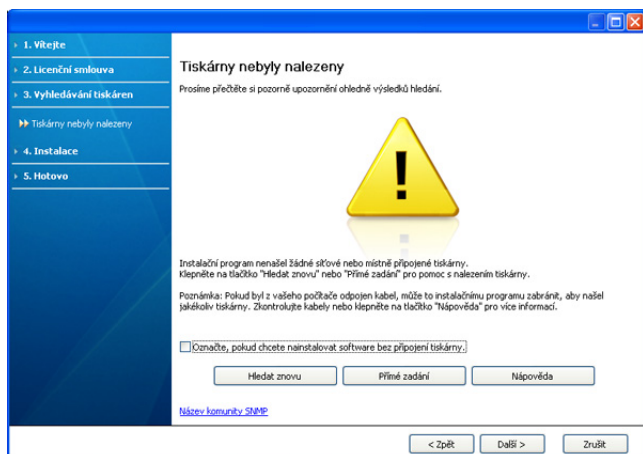 1. Vítejte
2. Licenční smlouva
3. Vyhledávání tiskáren
Tiskárny nebyly nalezeny
4. Instalace
5. Hotovo
Tiskárny nebyly nalezeny
Prosíme přečtěte si pozorně upozornění ohledně výsledků hledání.
Instalační program nenašel žádné síťové nebo místně připojené tiskárny.
Klepněte na tlačítko "Hledat znovu" nebo "Přímé zadání" pro pomoc s nalezením tiskárny.
Poznámka: Pokud byl z vašeho počítače odpojen kabel, může to instalačnímu programu zabránit, aby našel
jakékoliv tiskárny. Zkontrolujte kabely nebo klepněte na tlačítko "Nápověda" pro více informací.
Označte, pokud chcete nainstalovat software bez připojení tiskárny.
Hledat znovu
Přímé zadání
Nápověda
Název komunity SNMP
< Zpět
Další >
Zrušit